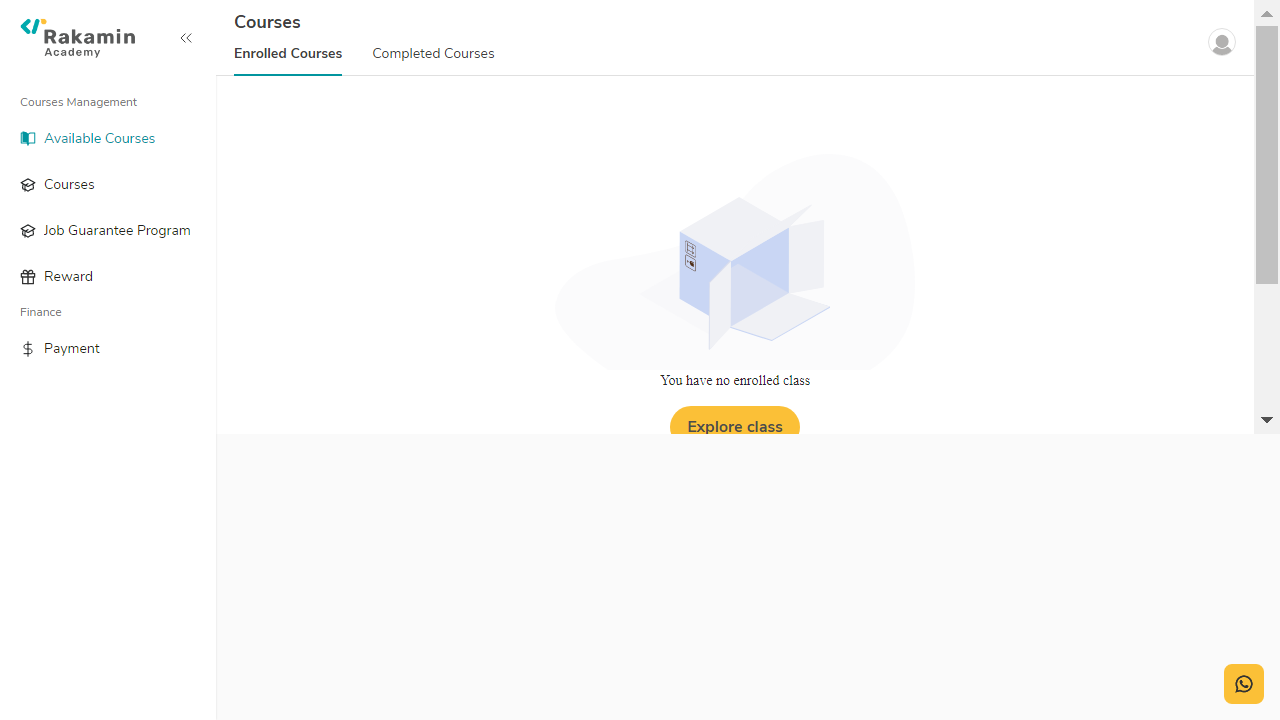 Rakamin
Academy
Courses Management
Available Courses
Courses
Job Guarantee Program
Reward
Finance
Payment
Courses
Enrolled Courses
Completed Courses
You have no enrolled class
Explore class